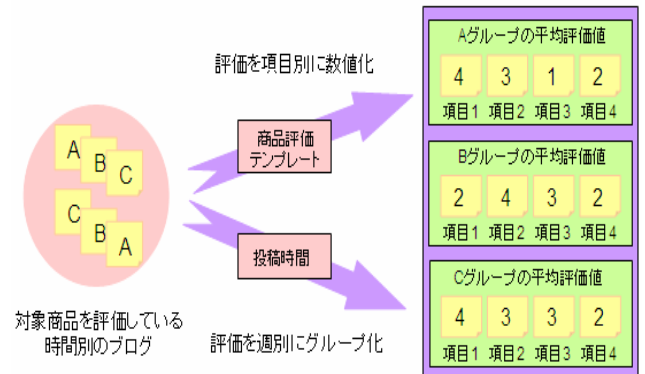 評価を項目別に数値化
商品評価
テンプレート
A
B
C
C
B
A
投稿時間
対象商品を評価している
時間別のブログ
評価を週別にグループ化
Aグループの平均評価値
4 3 1 2
項目1 項目2 項目3 項目4
Bグループの平均評価値
2 4 3 2
項目1 項目2 項目3 項目4
Cグループの平均評価値
4 3 3 2
項目1 項目2 項目3 項目4